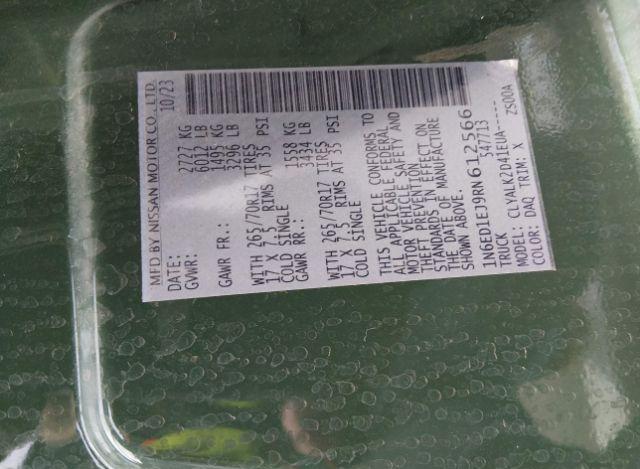 MFD BY NISSAN MOTOR CO., LTD.
DATE: 10/23
GVWR: 2727 KG
6012 LB
GAWR FR.: 1495 KG
3296 LB
WITH 265/70R17 TIRES
17 X 7.5 RIMS AT 35 PSI
COLD SINGLE
GAWR RR.: 1558 KG
3434 LB
WITH 265/70R17 TIRES
17 X 7.5 RIMS AT 35 PSI
COLD SINGLE
THIS VEHICLE CONFORMS TO
ALL APPLICABLE FEDERAL
MOTOR VEHICLE SAFETY AND
THEFT PREVENTION
STANDARDS IN EFFECT ON
THE DATE OF MANUFACTURE
SHOWN ABOVE.
1N6ED1EJ9RN612566
TRUCK 547713
MODEL: CLYALK2D41EUA-----
COLOR: DAQ TRIM: X ZS00A